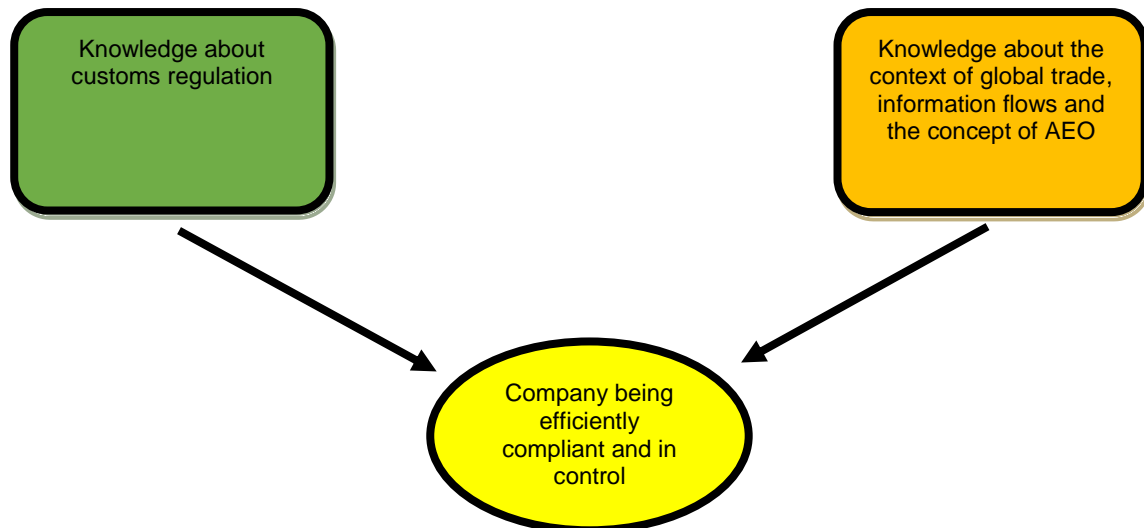 Knowledge about
customs regulation
Knowledge about the
context of global trade,
information flows and
the concept of AEO
Company being
efficiently
compliant and in
control